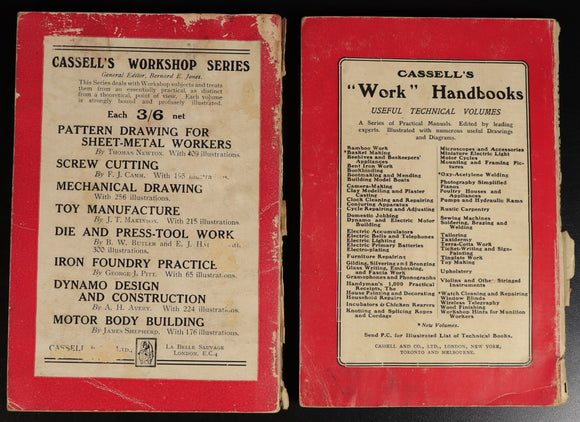 CASSELL'S WORKSHOP SERIES
General Editor, Bernard E. Jones.
This Series deals with Workshop subjects and treats
them from an essentially practical, as distinct
from a theoretical, point of view. Each volume
is strongly bound and profusely illustrated.
Each 3/6 net
PATTERN DRAWING FOR
SHEET-METAL WORKERS
By THOMAS NEWTON. With 409 illustrations.
SCREW CUTTING
By F. J. CAMM. With 195 illustrations.
MECHANICAL DRAWING
With 256 illustrations.
TOY MANUFACTURE
By J. T. MAKINSON. With 215 illustrations.
DIE AND PRESS-TOOL WORK
By B. W. BUTLER and E. J. With
300 illustrations.
IRON FOUNDRY PRACTICE
By GEORGE J. PITT. With 65 illustrations.
DYNAMO DESIGN
AND CONSTRUCTION
By A. H. AVERY. With 224 illustrations.
MOTOR BODY BUILDING
By JAMES SHEPHERD. With 176 illustrations.
CASSELL LTD.,
LA BELLE SAUVAGE
LONDON, E.C.4
CASSELL'S
"Work" Handbooks
USEFUL TECHNICAL VOLUMES
A Series of Practical Manuals. Edited by leading
experts. Illustrated with numerous useful Drawings
and Diagrams.
Bamboo Work
Basket Making
Beehives and Beekeepers'
Appliances
Bent Iron Work
Bookbinding
Bootmaking and Mending
Building Model Boats
Camera-Making
Clay Modelling and Plaster
Casting
Clock Cleaning and Repairing
Conjuring Apparatus
Cycle Repairing and Adjusting
Domestic Jobbing
Dynamo and Electric Motor
Building
Electric Accumulators
Electric Bells and Telephones
Electric Lighting
Electric Primary Batteries
Electroplating
Furniture Repairing
Gilding, Silvering and Bronzing
Glass Writing, Embossing,
and Fascia Work
Gramophones and Phonographs
Handyman's 1,000 Practical
Receipts, The
House Painting and Decorating
Household Repairs
Incubators & Chicken Rearers
Knotting and Splicing Ropes
and Cordage
Microscopes and Accessories
Miniature Electric Light
Motor Cycles
Mounting and Framing Pic-
tures
*Oxy-Acetylene Welding
Photography Simplified
Pianos
Poultry Houses and
Appliances
Pumps and Hydraulic Rams
Rustic Carpentry
Sewing Machines
Soldering, Brazing and
Welding
Tailoring
Taxidermy
Terra-Cotta Work
Ticket-Writing and Sign-
Painting
Tinplate Work
Toy Making
Upholstery
Violins and Other Stringed
Instruments
*Watch Cleaning and Repairing
Window Blinds
Wireless Telegraphy
Wood Finishing
Workshop Hints for Munition
Workers
*New Volumes.
Send P.C. for Illustrated List of Technical Books.
CASSELL AND CO., LTD., LONDON, NEW YORK,
TORONTO AND MELBOURNE.